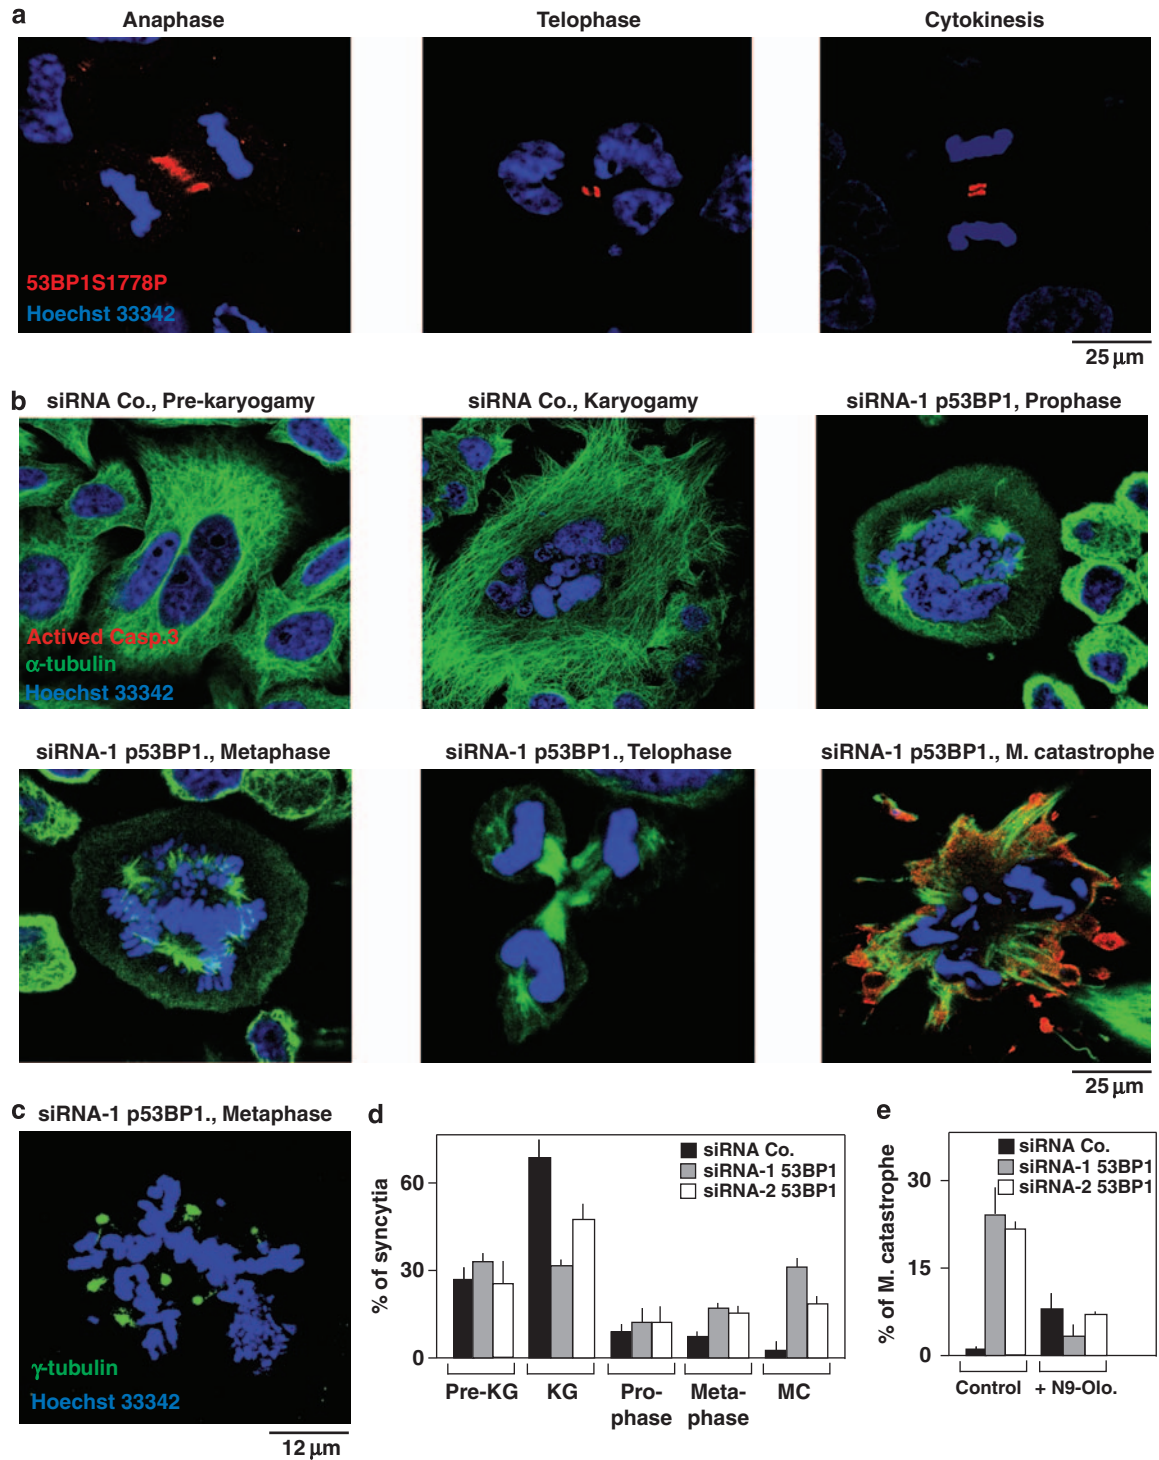 a
Anaphase
Telophase
Cytokinesis
53BP1S1778P
Hoechst 33342
25 μm
b
siRNA Co., Pre-karyogamy
siRNA Co., Karyogamy
siRNA-1 p53BP1, Prophase
Actived Casp.3
α-tubulin
Hoechst 33342
siRNA-1 p53BP1., Metaphase
siRNA-1 p53BP1., Telophase
siRNA-1 p53BP1., M. catastrophe
25 μm
c
siRNA-1 p53BP1., Metaphase
γ-tubulin
Hoechst 33342
12 μm
d
% of syncytia
60
30
0
siRNA Co.
siRNA-1 53BP1
siRNA-2 53BP1
Pre-KG
KG
Pro-
phase
Meta-
phase
MC
e
% of M. catastrophe
30
15
0
siRNA Co.
siRNA-1 53BP1
siRNA-2 53BP1
Control
+ N9-Olo.